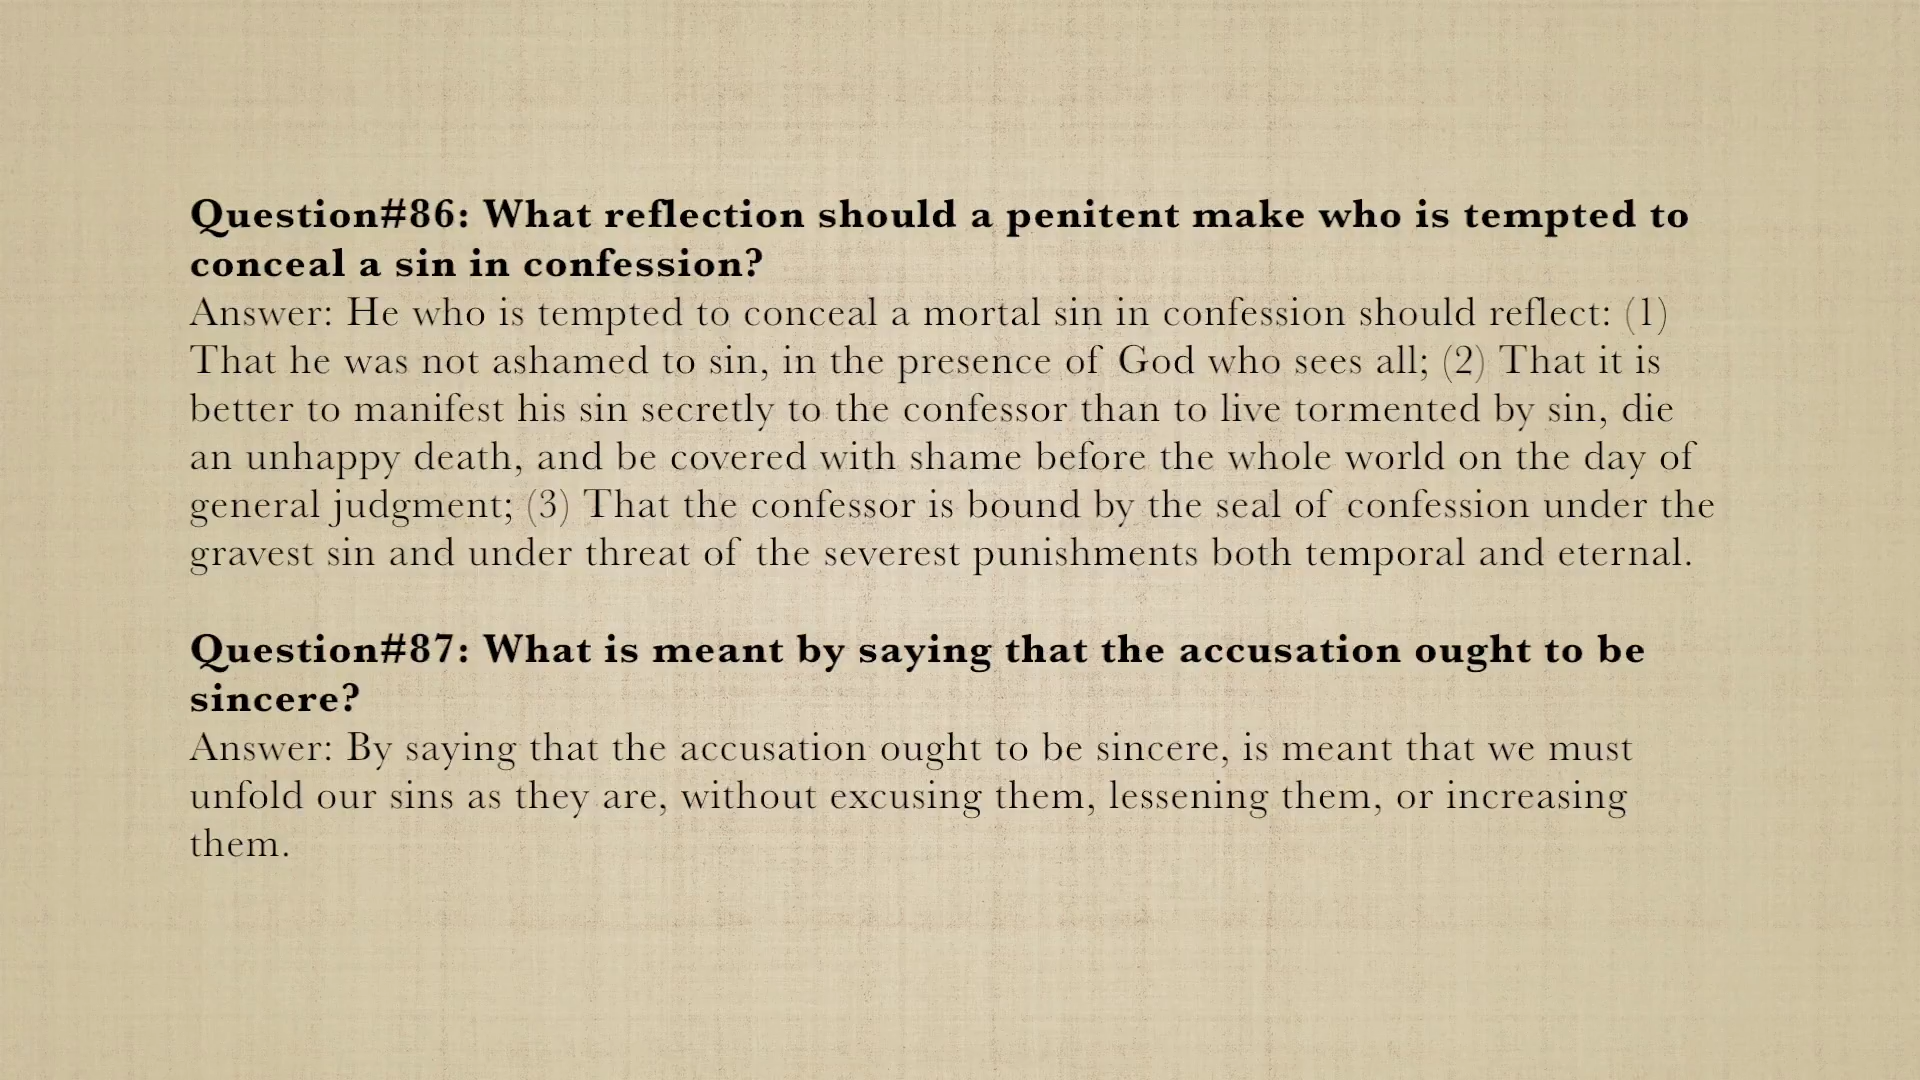 Question#86: What reflection should a penitent make who is tempted to
conceal a sin in confession?
Answer: He who is tempted to conceal a mortal sin in confession should reflect: (1)
That he was not ashamed to sin, in the presence of God who sees all; (2) That it is
better to manifest his sin secretly to the confessor than to live tormented by sin, die
an unhappy death, and be covered with shame before the whole world on the day of
general judgment; (3) That the confessor is bound by the seal of confession under the
gravest sin and under threat of the severest punishments both temporal and eternal.
Question#87: What is meant by saying that the accusation ought to be
sincere?
Answer: By saying that the accusation ought to be sincere, is meant that we must
unfold our sins as they are, without excusing them, lessening them, or increasing
them.